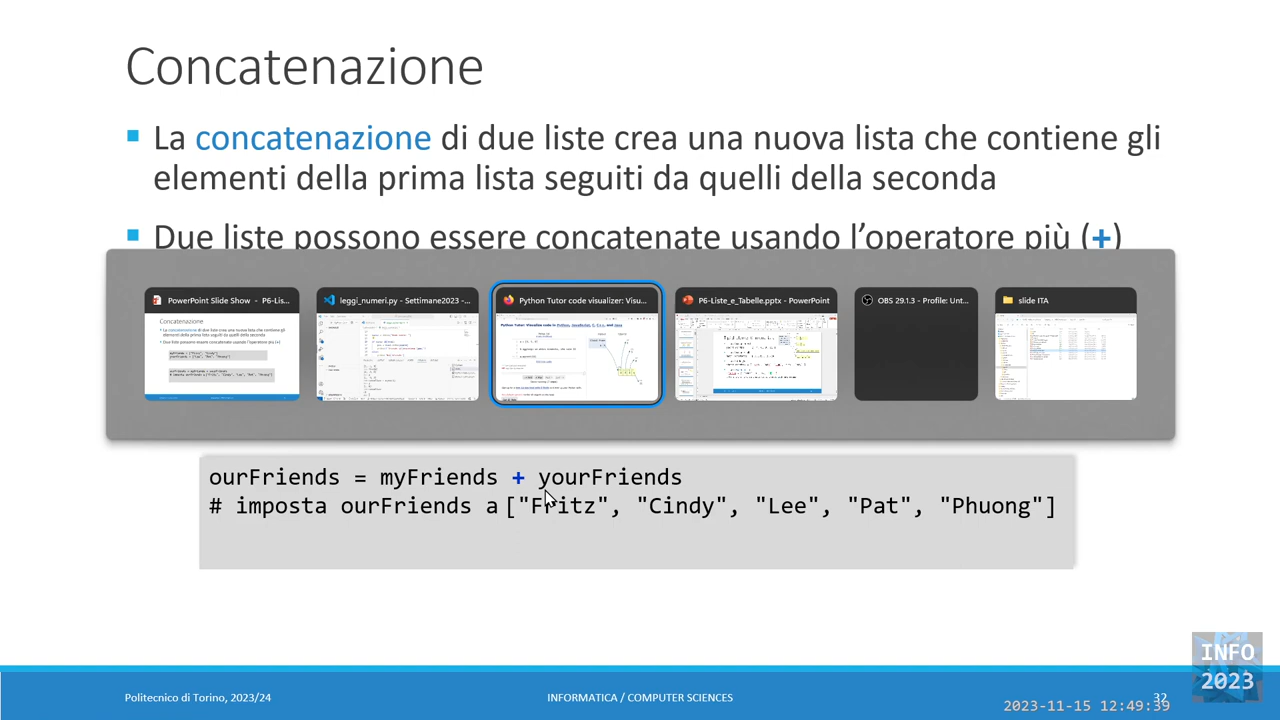 Concatenazione
La concatenazione di due liste crea una nuova lista che contiene gli
elementi della prima lista seguiti da quelli della seconda
Due liste possono essere concatenate usando l'operatore più (+)
PowerPoint Slide Show - P6-Lis...
leggi_numeri.py - Settimane2023 -...
Python Tutor code visualizer: Visu...
P6-Liste_e_Tabelle.pptx - PowerPoint
OBS 29.1.3 - Profile: Unt...
slide ITA
Concatenazione
ourFriends = myFriends + yourFriends
# imposta ourFriends a ["Fritz", "Cindy", "Lee", "Pat", "Phuong"]
INFO
2023
Politecnico di Torino, 2023/24
INFORMATICA / COMPUTER SCIENCES
32
2023-11-15 12:49:39